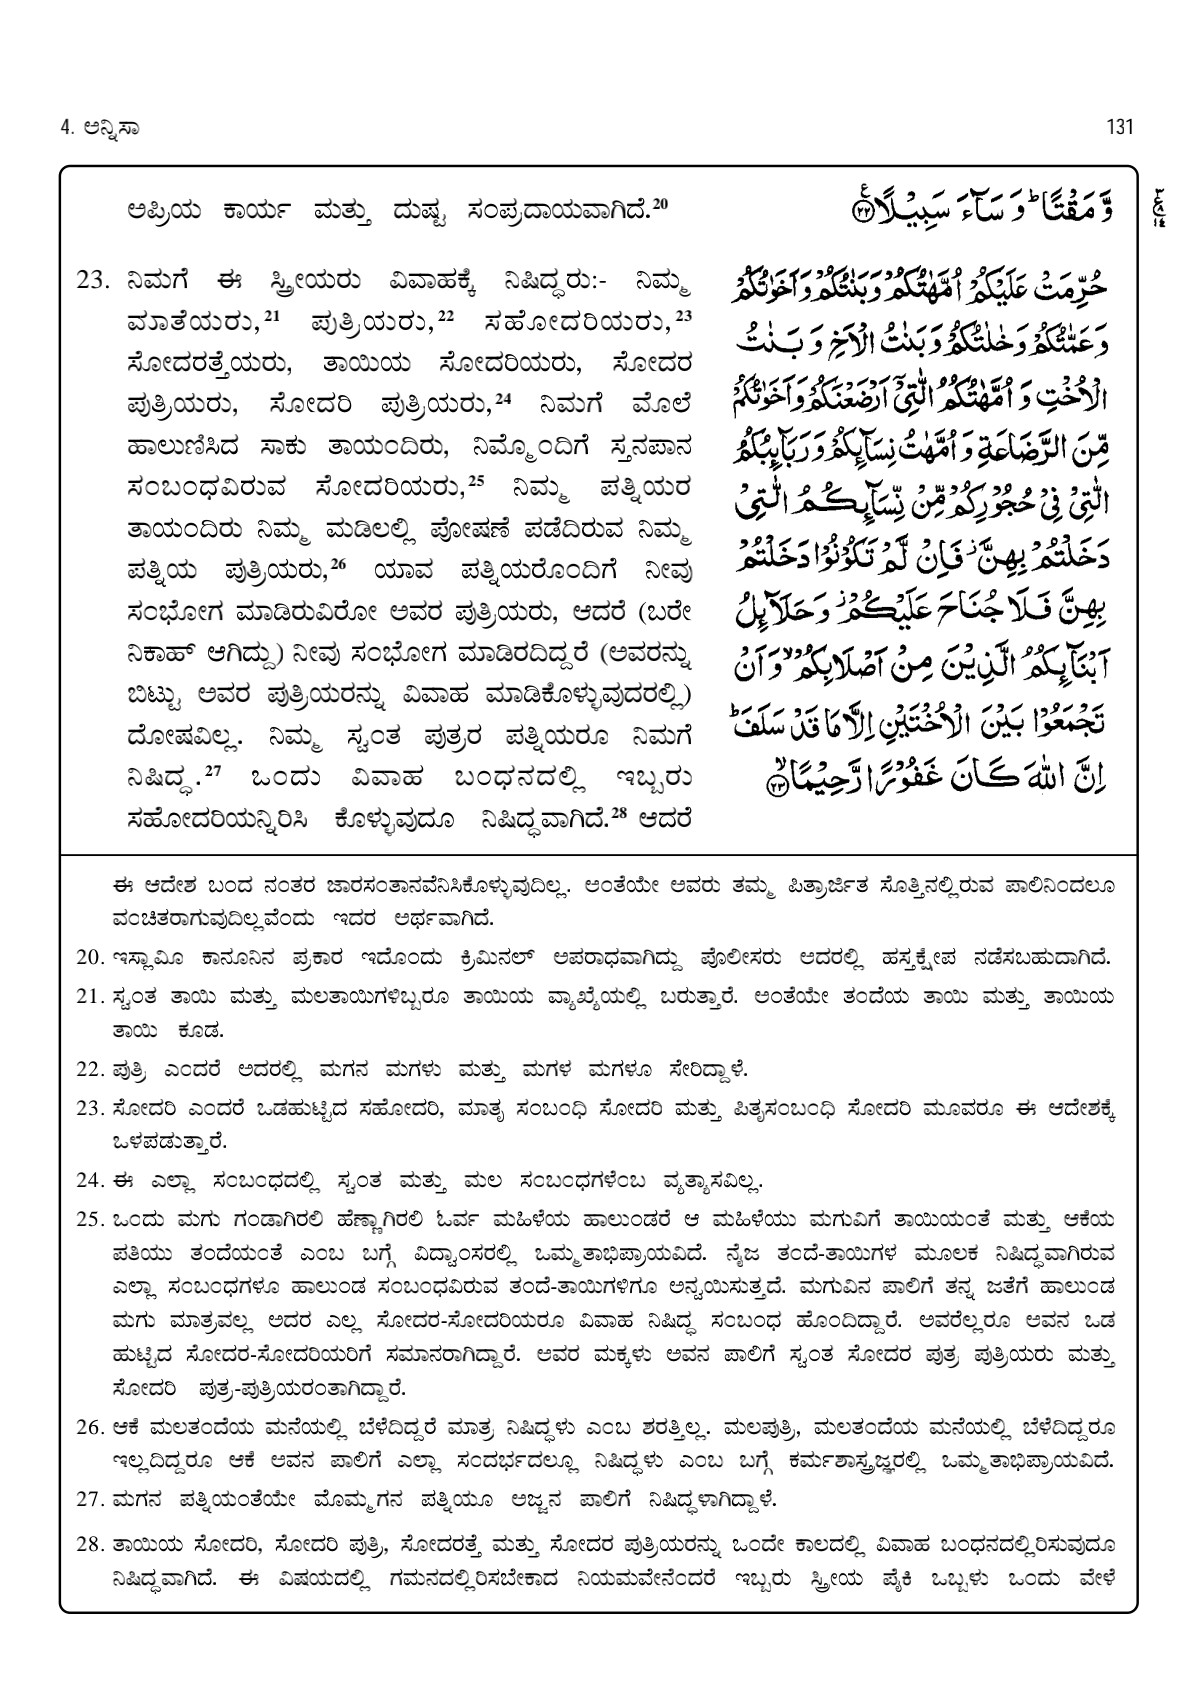 4. ಅನ್ನಿಸಾ
131
ಅಪ್ರಿಯ ಕಾರ್ಯ ಮತ್ತು ದುಷ್ಟ ಸಂಪ್ರದಾಯವಾಗಿದೆ.20
23. ನಿಮಗೆ ಈ ಸ್ತ್ರೀಯರು ವಿವಾಹಕ್ಕೆ ನಿಷಿದ್ಧರು:- ನಿಮ್ಮ
ಮಾತೆಯರು,21 ಪುತ್ರಿಯರು,22 ಸಹೋದರಿಯರು,23
ಸೋದರತ್ತೆಯರು, ತಾಯಿಯ ಸೋದರಿಯರು, ಸೋದರ
ಪುತ್ರಿಯರು, ಸೋದರಿ ಪುತ್ರಿಯರು,24 ನಿಮಗೆ ಮೊಲೆ
ಹಾಲುಣಿಸಿದ ಸಾಕು ತಾಯಂದಿರು, ನಿಮ್ಮೊಂದಿಗೆ ಸ್ತನಪಾನ
ಸಂಬಂಧವಿರುವ ಸೋದರಿಯರು,25 ನಿಮ್ಮ ಪತ್ನಿಯರ
ತಾಯಂದಿರು ನಿಮ್ಮ ಮಡಿಲಲ್ಲಿ ಪೋಷಣೆ ಪಡೆದಿರುವ ನಿಮ್ಮ
ಪತ್ನಿಯ ಪುತ್ರಿಯರು,26 ಯಾವ ಪತ್ನಿಯರೊಂದಿಗೆ ನೀವು
ಸಂಭೋಗ ಮಾಡಿರುವಿರೋ ಅವರ ಪುತ್ರಿಯರು, ಆದರೆ (ಬರೇ
ನಿಕಾಹ್ ಆಗಿದ್ದು) ನೀವು ಸಂಭೋಗ ಮಾಡಿರದಿದ್ದರೆ (ಅವರನ್ನು
ಬಿಟ್ಟು ಅವರ ಪುತ್ರಿಯರನ್ನು ವಿವಾಹ ಮಾಡಿಕೊಳ್ಳುವುದರಲ್ಲಿ)
ದೋಷವಿಲ್ಲ. ನಿಮ್ಮ ಸ್ವಂತ ಪುತ್ರರ ಪತ್ನಿಯರೂ ನಿಮಗೆ
ನಿಷಿದ್ಧ.27 ಒಂದು ವಿವಾಹ ಬಂಧನದಲ್ಲಿ ಇಬ್ಬರು
ಸಹೋದರಿಯನ್ನಿರಿಸಿ ಕೊಳ್ಳುವುದೂ ನಿಷಿದ್ಧವಾಗಿದೆ.28 ಆದರೆ
وَّمَقْتًا ؕ وَسَآءَ سَبِيْلًا ﴿۲۲﴾
حُرِّمَتْ عَلَيْكُمْ اُمَّهٰتُكُمْ وَبَنٰتُكُمْ وَاَخَوٰتُكُمْ
وَعَمّٰتُكُمْ وَخٰلٰتُكُمْ وَبَنٰتُ الْاَخِ وَبَنٰتُ
الْاُخْتِ وَاُمَّهٰتُكُمُ الّٰتِيْۤ اَرْضَعْنَكُمْ وَاَخَوٰتُكُمْ
مِّنَ الرَّضَاعَةِ وَاُمَّهٰتُ نِسَآئِكُمْ وَرَبَآئِبُكُمُ
الّٰتِيْ فِيْ حُجُوْرِكُمْ مِّنْ نِّسَآئِكُمُ الّٰتِيْ
دَخَلْتُمْ بِهِنَّ ؗ فَاِنْ لَّمْ تَكُوْنُوْا دَخَلْتُمْ
بِهِنَّ فَلَا جُنَاحَ عَلَيْكُمْ ؗ وَحَلَآئِلُ
اَبْنَآئِكُمُ الَّذِيْنَ مِنْ اَصْلَابِكُمْ ۙ وَاَنْ
تَجْمَعُوْا بَيْنَ الْاُخْتَيْنِ اِلَّا مَا قَدْ سَلَفَ ؕ
اِنَّ اللّٰهَ كَانَ غَفُوْرًا رَّحِيْمًا ﴿۲۳﴾
ಈ ಆದೇಶ ಬಂದ ನಂತರ ಜಾರಸಂತಾನವೆನಿಸಿಕೊಳ್ಳುವುದಿಲ್ಲ. ಅಂತೆಯೇ ಅವರು ತಮ್ಮ ಪಿತ್ರಾರ್ಜಿತ ಸೊತ್ತಿನಲ್ಲಿರುವ ಪಾಲಿನಿಂದಲೂ
ವಂಚಿತರಾಗುವುದಿಲ್ಲವೆಂದು ಇದರ ಅರ್ಥವಾಗಿದೆ.
20. ಇಸ್ಲಾಮೀ ಕಾನೂನಿನ ಪ್ರಕಾರ ಇದೊಂದು ಕ್ರಿಮಿನಲ್ ಅಪರಾಧವಾಗಿದ್ದು ಪೊಲೀಸರು ಅದರಲ್ಲಿ ಹಸ್ತಕ್ಷೇಪ ನಡೆಸಬಹುದಾಗಿದೆ.
21. ಸ್ವಂತ ತಾಯಿ ಮತ್ತು ಮಲತಾಯಿಗಳಿಬ್ಬರೂ ತಾಯಿಯ ವ್ಯಾಖ್ಯೆಯಲ್ಲಿ ಬರುತ್ತಾರೆ. ಅಂತೆಯೇ ತಂದೆಯ ತಾಯಿ ಮತ್ತು ತಾಯಿಯ
ತಾಯಿ ಕೂಡ.
22. ಪುತ್ರಿ ಎಂದರೆ ಅದರಲ್ಲಿ ಮಗನ ಮಗಳು ಮತ್ತು ಮಗಳ ಮಗಳೂ ಸೇರಿದ್ದಾಳೆ.
23. ಸೋದರಿ ಎಂದರೆ ಒಡಹುಟ್ಟಿದ ಸಹೋದರಿ, ಮಾತೃ ಸಂಬಂಧಿ ಸೋದರಿ ಮತ್ತು ಪಿತೃಸಂಬಂಧಿ ಸೋದರಿ ಮೂವರೂ ಈ ಆದೇಶಕ್ಕೆ
ಒಳಪಡುತ್ತಾರೆ.
24. ಈ ಎಲ್ಲಾ ಸಂಬಂಧದಲ್ಲಿ ಸ್ವಂತ ಮತ್ತು ಮಲ ಸಂಬಂಧಗಳೆಂಬ ವ್ಯತ್ಯಾಸವಿಲ್ಲ.
25. ಒಂದು ಮಗು ಗಂಡಾಗಿರಲಿ ಹೆಣ್ಣಾಗಿರಲಿ ಓರ್ವ ಮಹಿಳೆಯ ಹಾಲುಂಡರೆ ಆ ಮಹಿಳೆಯು ಮಗುವಿಗೆ ತಾಯಿಯಂತೆ ಮತ್ತು ಆಕೆಯ
ಪತಿಯು ತಂದೆಯಂತೆ ಎಂಬ ಬಗ್ಗೆ ವಿದ್ವಾಂಸರಲ್ಲಿ ಒಮ್ಮತಾಭಿಪ್ರಾಯವಿದೆ. ನೈಜ ತಂದೆ-ತಾಯಿಗಳ ಮೂಲಕ ನಿಷಿದ್ಧವಾಗಿರುವ
ಎಲ್ಲಾ ಸಂಬಂಧಗಳೂ ಹಾಲುಂಡ ಸಂಬಂಧವಿರುವ ತಂದೆ-ತಾಯಿಗಳಿಗೂ ಅನ್ವಯಿಸುತ್ತದೆ. ಮಗುವಿನ ಪಾಲಿಗೆ ತನ್ನ ಜತೆಗೆ ಹಾಲುಂಡ
ಮಗು ಮಾತ್ರವಲ್ಲ ಅದರ ಎಲ್ಲ ಸೋದರ-ಸೋದರಿಯರೂ ವಿವಾಹ ನಿಷಿದ್ಧ ಸಂಬಂಧ ಹೊಂದಿದ್ದಾರೆ. ಅವರೆಲ್ಲರೂ ಅವನ ಒಡ
ಹುಟ್ಟಿದ ಸೋದರ-ಸೋದರಿಯರಿಗೆ ಸಮಾನರಾಗಿದ್ದಾರೆ. ಅವರ ಮಕ್ಕಳು ಅವನ ಪಾಲಿಗೆ ಸ್ವಂತ ಸೋದರ ಪುತ್ರ ಪುತ್ರಿಯರು ಮತ್ತು
ಸೋದರಿ ಪುತ್ರ-ಪುತ್ರಿಯರಂತಾಗಿದ್ದಾರೆ.
26. ಆಕೆ ಮಲತಂದೆಯ ಮನೆಯಲ್ಲಿ ಬೆಳೆದಿದ್ದರೆ ಮಾತ್ರ ನಿಷಿದ್ಧಳು ಎಂಬ ಶರತ್ತಿಲ್ಲ. ಮಲಪುತ್ರಿ, ಮಲತಂದೆಯ ಮನೆಯಲ್ಲಿ ಬೆಳೆದಿದ್ದರೂ
ಇಲ್ಲದಿದ್ದರೂ ಆಕೆ ಅವನ ಪಾಲಿಗೆ ಎಲ್ಲಾ ಸಂದರ್ಭದಲ್ಲೂ ನಿಷಿದ್ಧಳು ಎಂಬ ಬಗ್ಗೆ ಕರ್ಮಶಾಸ್ತ್ರಜ್ಞರಲ್ಲಿ ಒಮ್ಮತಾಭಿಪ್ರಾಯವಿದೆ.
27. ಮಗನ ಪತ್ನಿಯಂತೆಯೇ ಮೊಮ್ಮಗನ ಪತ್ನಿಯೂ ಅಜ್ಜನ ಪಾಲಿಗೆ ನಿಷಿದ್ಧಳಾಗಿದ್ದಾಳೆ.
28. ತಾಯಿಯ ಸೋದರಿ, ಸೋದರಿ ಪುತ್ರಿ, ಸೋದರತ್ತೆ ಮತ್ತು ಸೋದರ ಪುತ್ರಿಯರನ್ನು ಒಂದೇ ಕಾಲದಲ್ಲಿ ವಿವಾಹ ಬಂಧನದಲ್ಲಿರಿಸುವುದೂ
ನಿಷಿದ್ಧವಾಗಿದೆ. ಈ ವಿಷಯದಲ್ಲಿ ಗಮನದಲ್ಲಿರಿಸಬೇಕಾದ ನಿಯಮವೇನೆಂದರೆ ಇಬ್ಬರು ಸ್ತ್ರೀಯ ಪೈಕಿ ಒಬ್ಬಳು ಒಂದು ವೇಳೆ